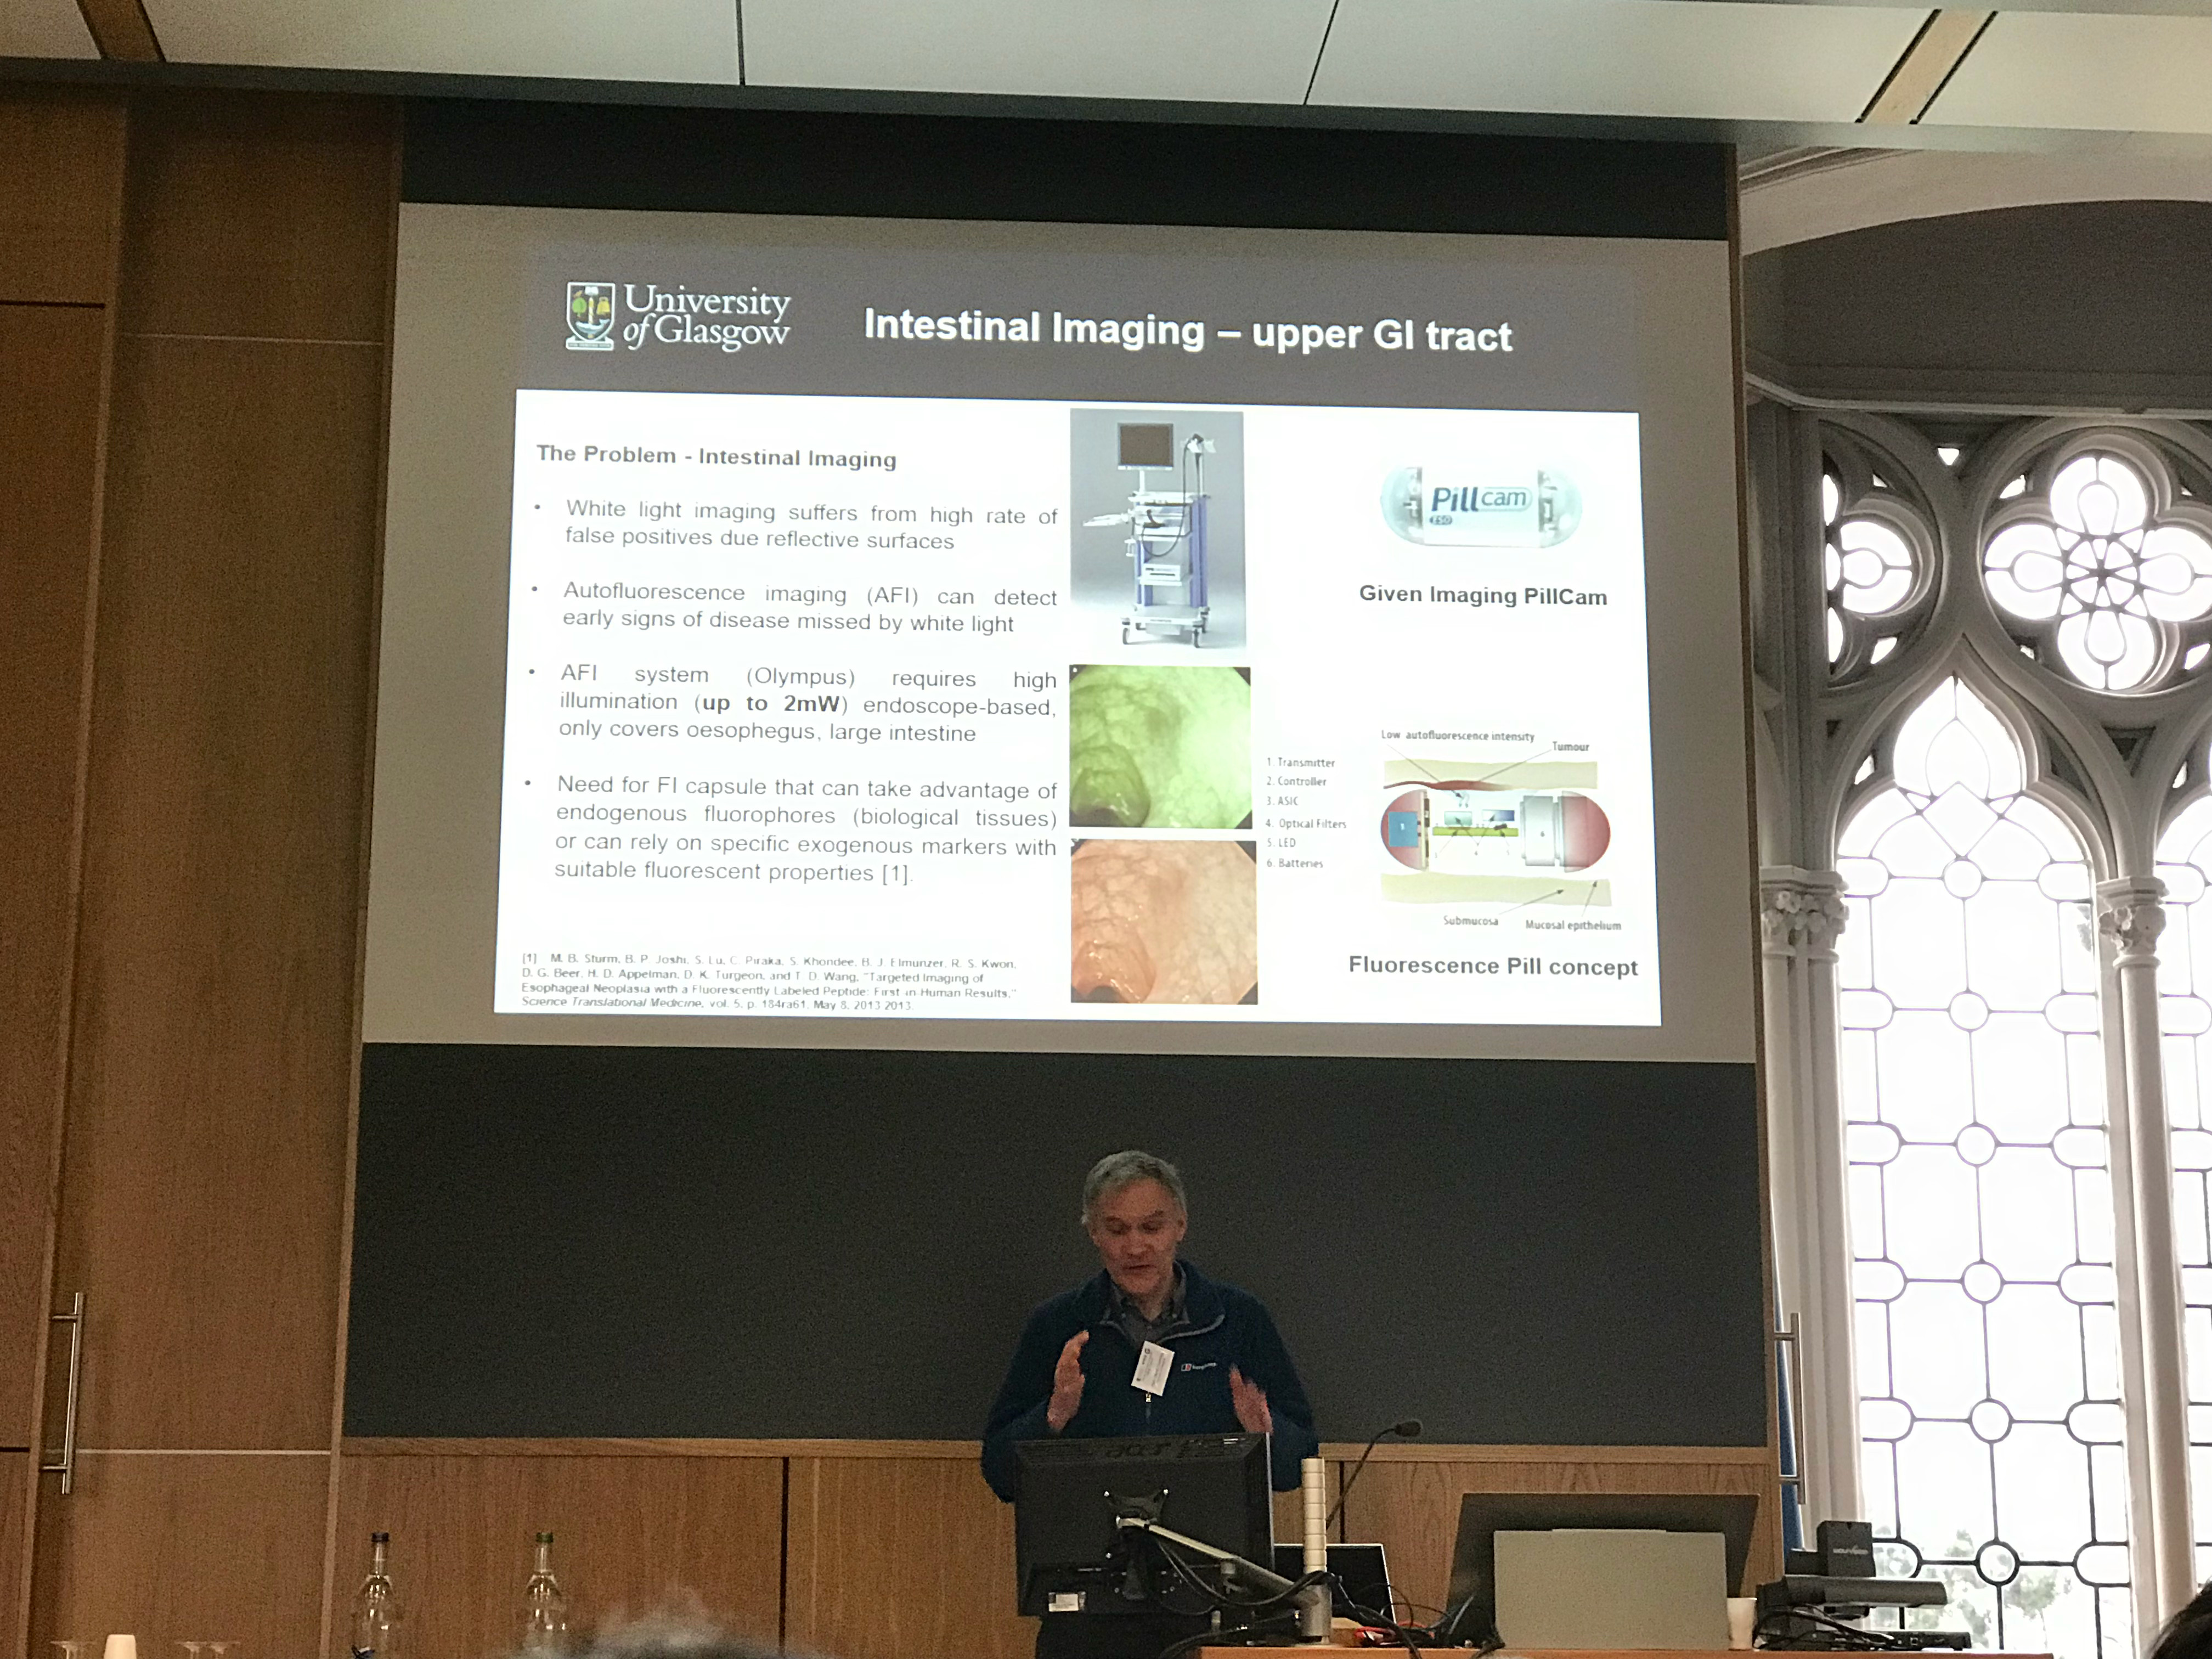 University
of Glasgow
Intestinal Imaging – upper GI tract
The Problem - Intestinal Imaging
• White light imaging suffers from high rate of
false positives due reflective surfaces
• Autofluorescence imaging (AFI) can detect
early signs of disease missed by white light
• AFI system (Olympus) requires high
illumination (up to 2mW) endoscope-based,
only covers oesophegus, large intestine
• Need for FI capsule that can take advantage of
endogenous fluorophores (biological tissues)
or can rely on specific exogenous markers with
suitable fluorescent properties [1].
[1] M. B. Sturm, B. P. Joshi, S. Lu, C. Piraka, S. Khondee, B. J. Elmunzer, R. S. Kwon,
D. G. Beer, H. D. Appelman, D. K. Turgeon, and T. D. Wang, "Targeted Imaging of
Esophageal Neoplasia with a Fluorescently Labeled Peptide: First-in-Human Results,"
Science Translational Medicine, vol. 5, p. 184ra61, May 8, 2013 2013.
Pillcam
ESO
Given Imaging PillCam
Low autofluorescence intensity
Tumour
1. Transmitter
2. Controller
3. ASIC
4. Optical Filters
5. LED
6. Batteries
1
Submucosa
Mucosal epithelium
Fluorescence Pill concept
acer